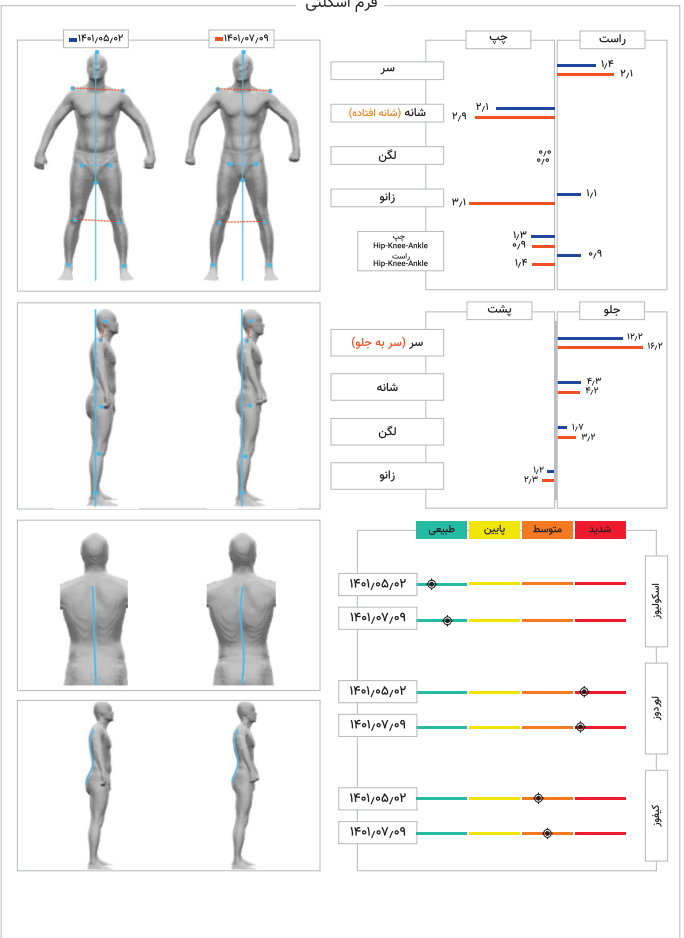 فرم اسکلتی
۱۴۰۱٫۰۵٫۰۲
۱۴۰۱٫۰۷٫۰۹
راست
چپ
سر
۱٫۴
۲٫۱
شانه (شانه افتاده)
۲٫۱
۲٫۹
لگن
۰٫۰
۰٫۰
زانو
۱٫۱
۳٫۱
چپ
Hip-Knee-Ankle
۱٫۳
۰٫۹
راست
Hip-Knee-Ankle
۰٫۹
۱٫۴
جلو
پشت
سر (سر به جلو)
۱۲٫۲
۱۶٫۲
شانه
۴٫۳
۴٫۲
لگن
۱٫۷
۳٫۲
زانو
۱٫۲
۲٫۳
طبیعی
پایین
متوسط
شدید
اسکولیوز
۱۴۰۱٫۰۵٫۰۲
۱۴۰۱٫۰۷٫۰۹
لوردوز
۱۴۰۱٫۰۵٫۰۲
۱۴۰۱٫۰۷٫۰۹
کیفوز
۱۴۰۱٫۰۵٫۰۲
۱۴۰۱٫۰۷٫۰۹